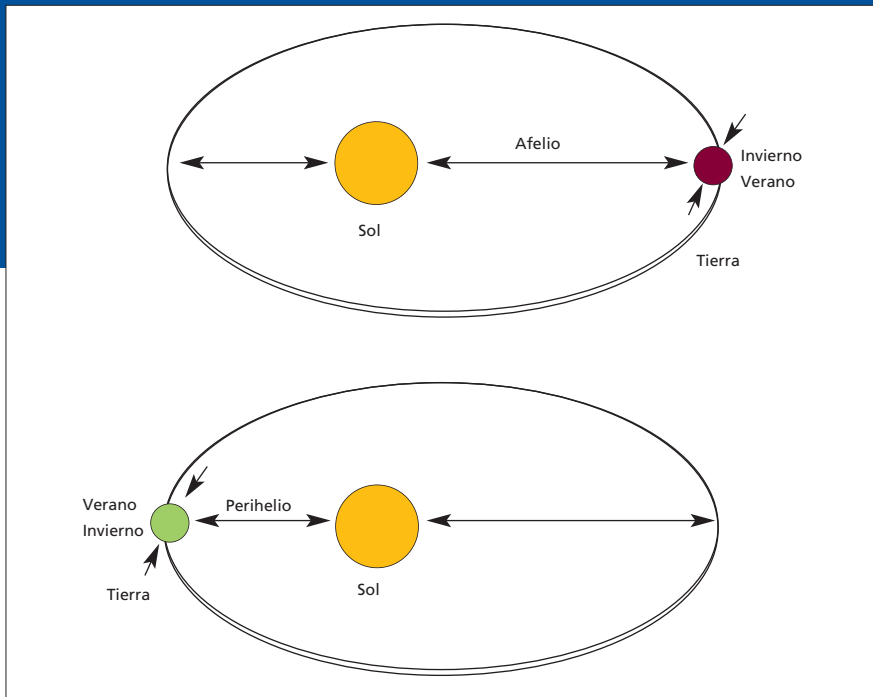 Afelio
Invierno
Verano
Sol
Tierra
Verano
Invierno
Perihelio
Tierra
Sol